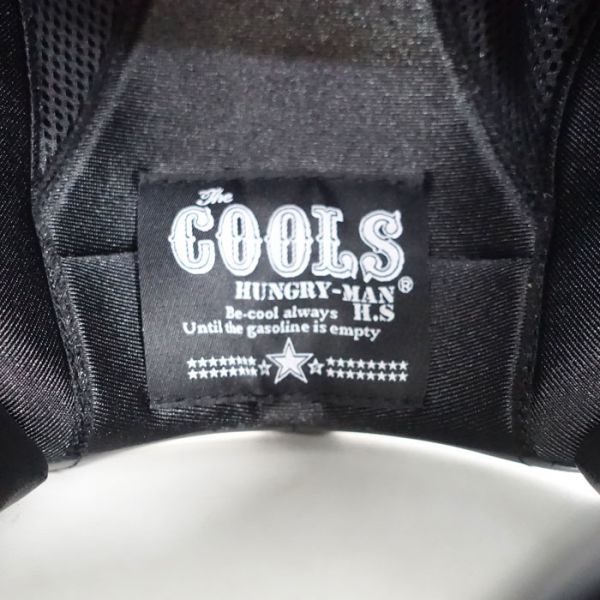 The
COOLS
HUNGRY-MAN®
Be-cool always H.S
Until the gasoline is empty